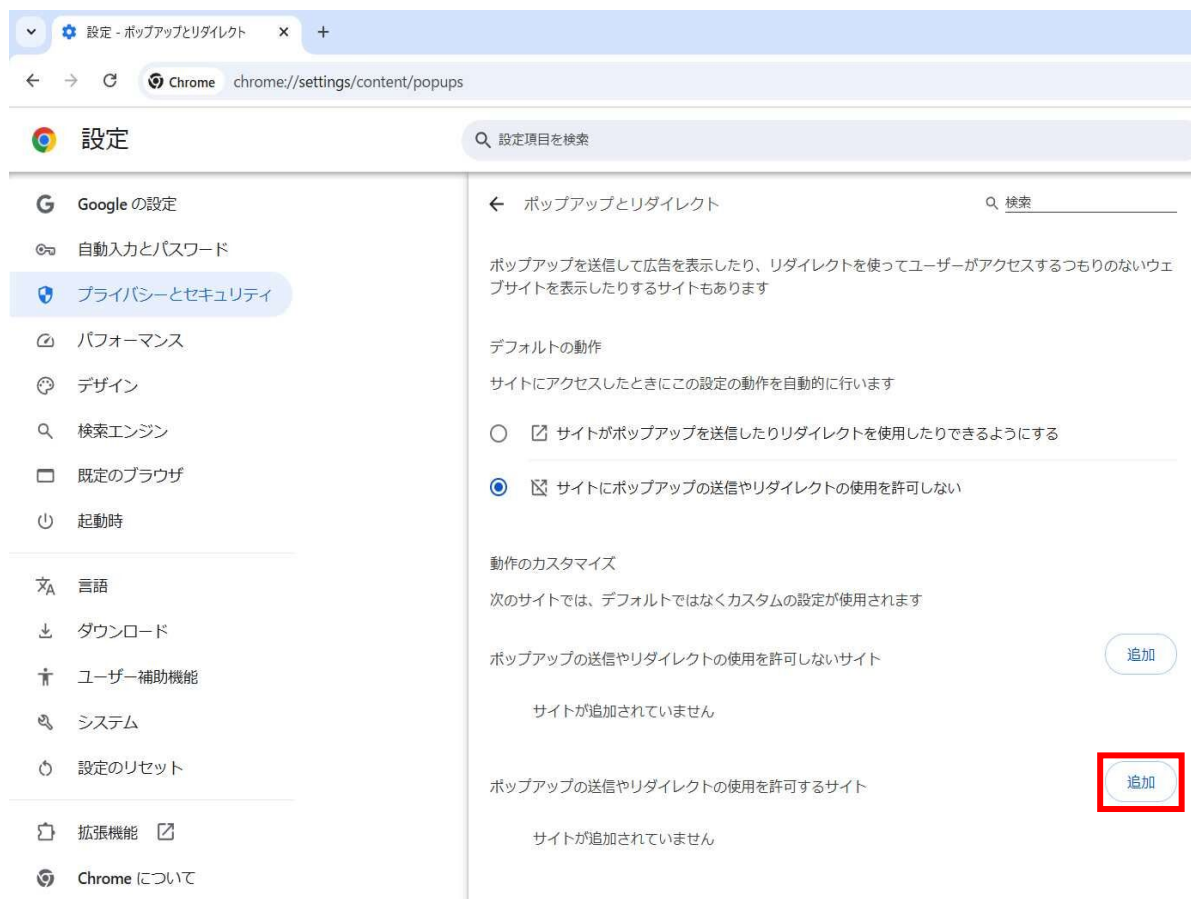 設定 - ポップアップとリダイレクト
Chrome chrome://settings/content/popups
設定
設定項目を検索
Google の設定
自動入力とパスワード
プライバシーとセキュリティ
パフォーマンス
デザイン
検索エンジン
既定のブラウザ
起動時
言語
ダウンロード
ユーザー補助機能
システム
設定のリセット
拡張機能
Chrome について
ポップアップとリダイレクト
検索
ポップアップを送信して広告を表示したり、リダイレクトを使ってユーザーがアクセスするつもりのないウェ
ブサイトを表示したりするサイトもあります
デフォルトの動作
サイトにアクセスしたときにこの設定の動作を自動的に行います
サイトがポップアップを送信したりリダイレクトを使用したりできるようにする
サイトにポップアップの送信やリダイレクトの使用を許可しない
動作のカスタマイズ
次のサイトでは、デフォルトではなくカスタムの設定が使用されます
ポップアップの送信やリダイレクトの使用を許可しないサイト
追加
サイトが追加されていません
ポップアップの送信やリダイレクトの使用を許可するサイト
追加
サイトが追加されていません